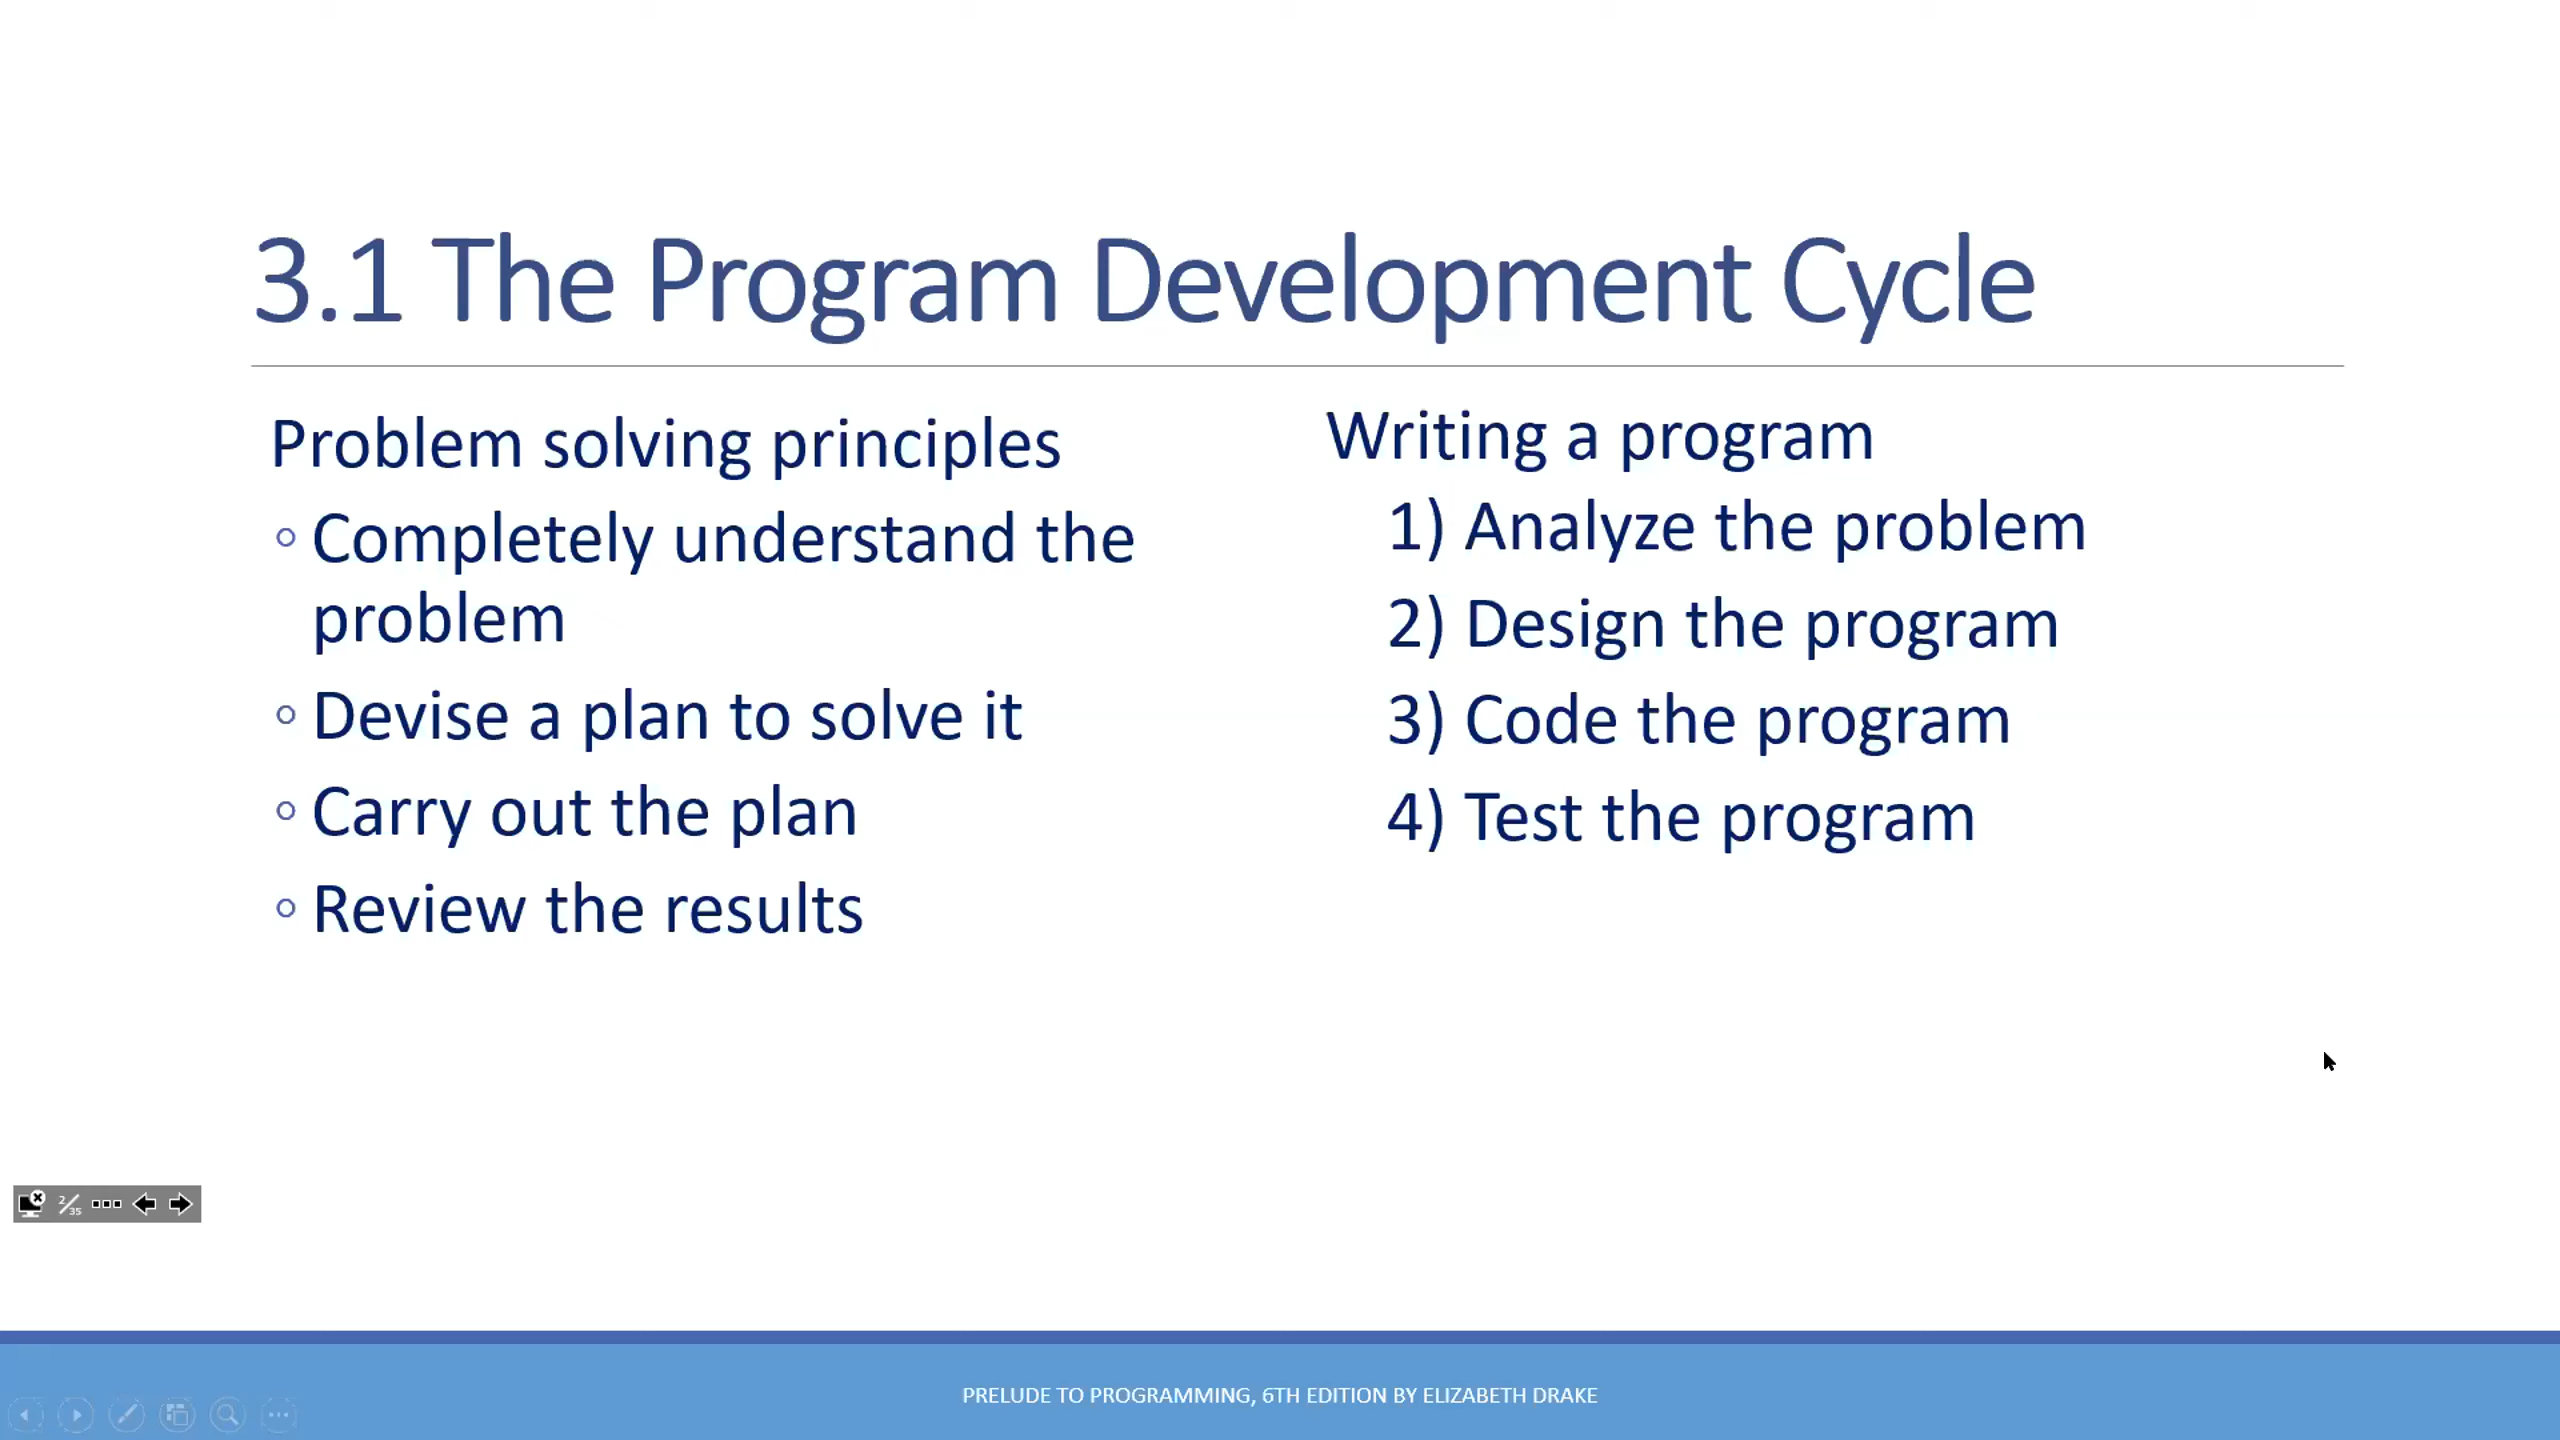 3.1 The Program Development Cycle
Problem solving principles
◦ Completely understand the
problem
◦ Devise a plan to solve it
◦ Carry out the plan
◦ Review the results
Writing a program
1) Analyze the problem
2) Design the program
3) Code the program
4) Test the program
2/35
PRELUDE TO PROGRAMMING, 6TH EDITION BY ELIZABETH DRAKE